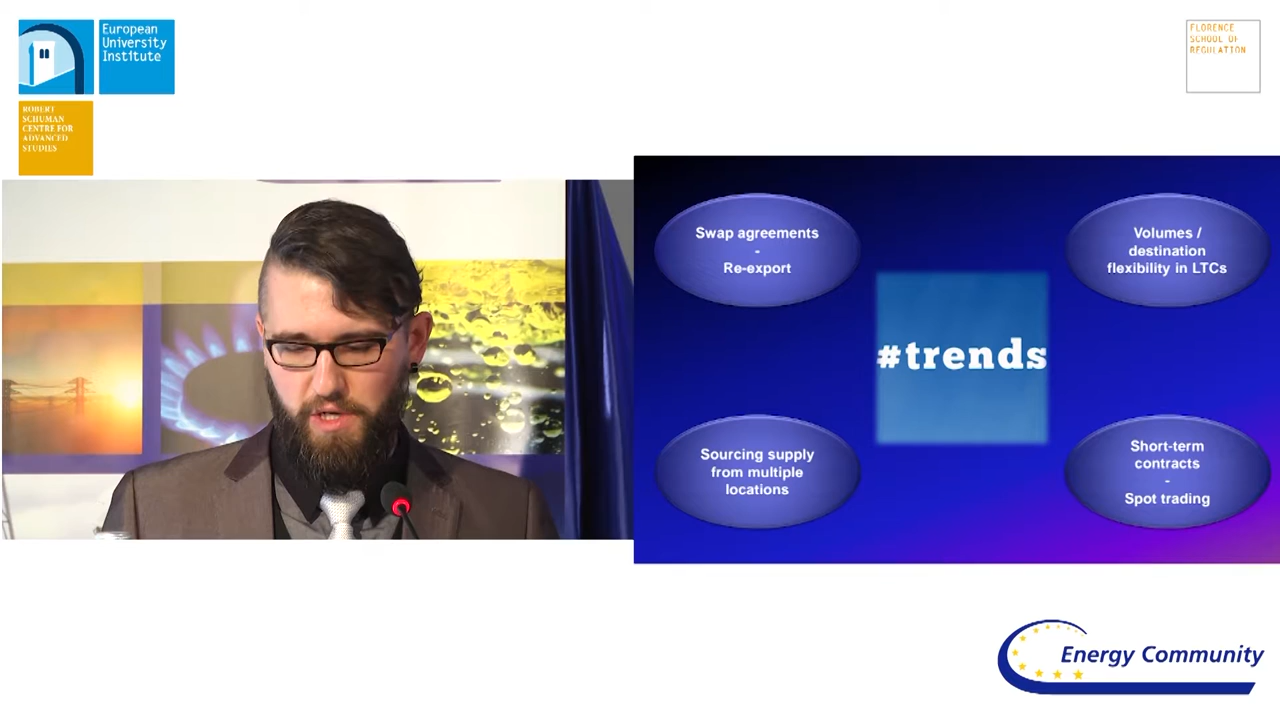 European
University
Institute
ROBERT
SCHUMAN
CENTRE FOR
ADVANCED
STUDIES
FLORENCE
SCHOOL OF
REGULATION
Swap agreements
-
Re-export
Volumes /
destination
flexibility in LTCs
#trends
Sourcing supply
from multiple
locations
Short-term
contracts
-
Spot trading
Energy Community